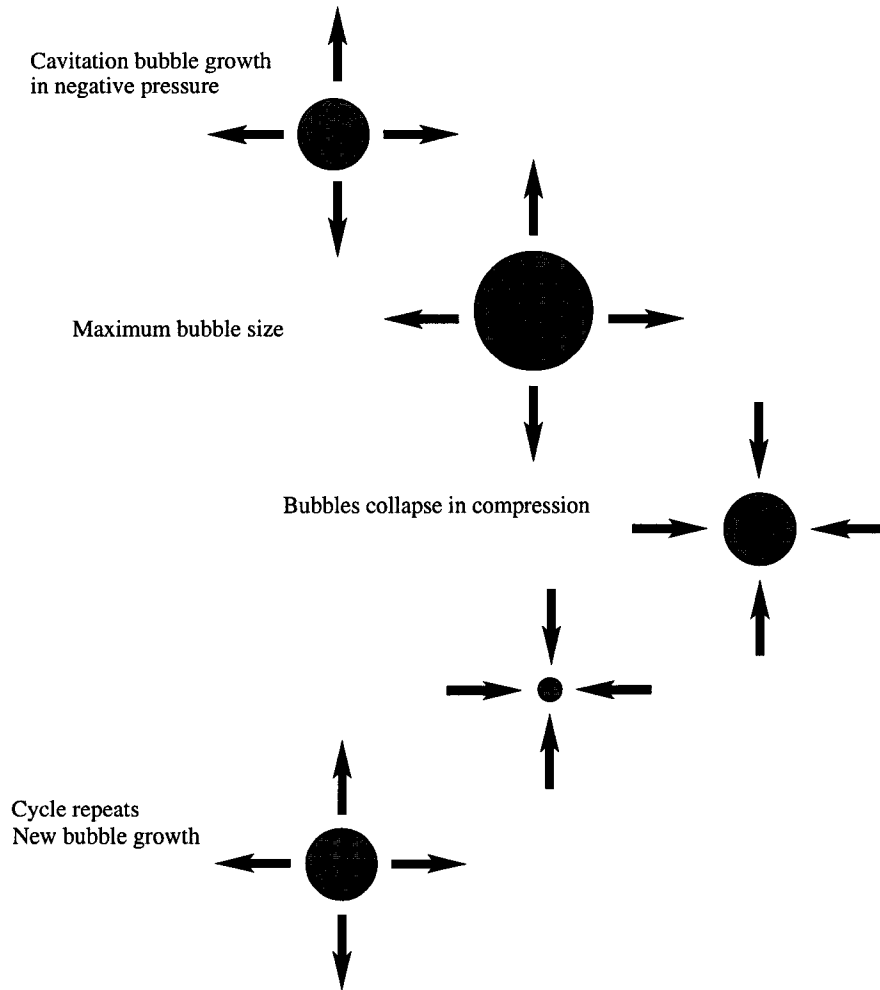 Cavitation bubble growth
in negative pressure
Maximum bubble size
Bubbles collapse in compression
Cycle repeats
New bubble growth